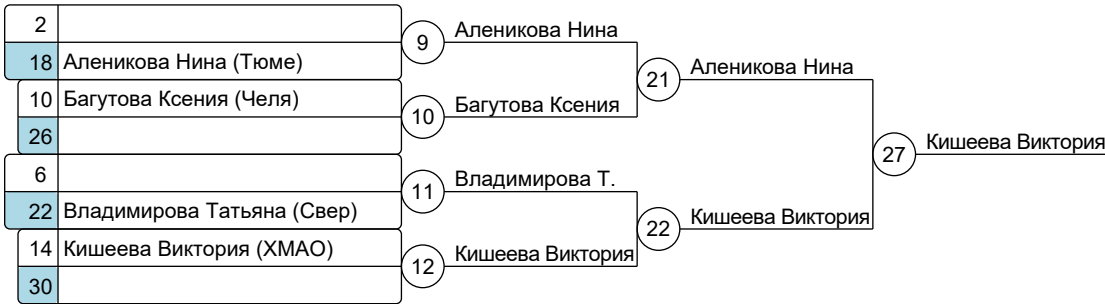 2
18 Аленикова Нина (Тюме)
10 Багутова Ксения (Челя)
26
6
22 Владимирова Татьяна (Свер)
14 Кишеева Виктория (ХМАО)
30
9 Аленикова Нина
10 Багутова Ксения
11 Владимирова Т.
12 Кишеева Виктория
21 Аленикова Нина
22 Кишеева Виктория
27 Кишеева Виктория